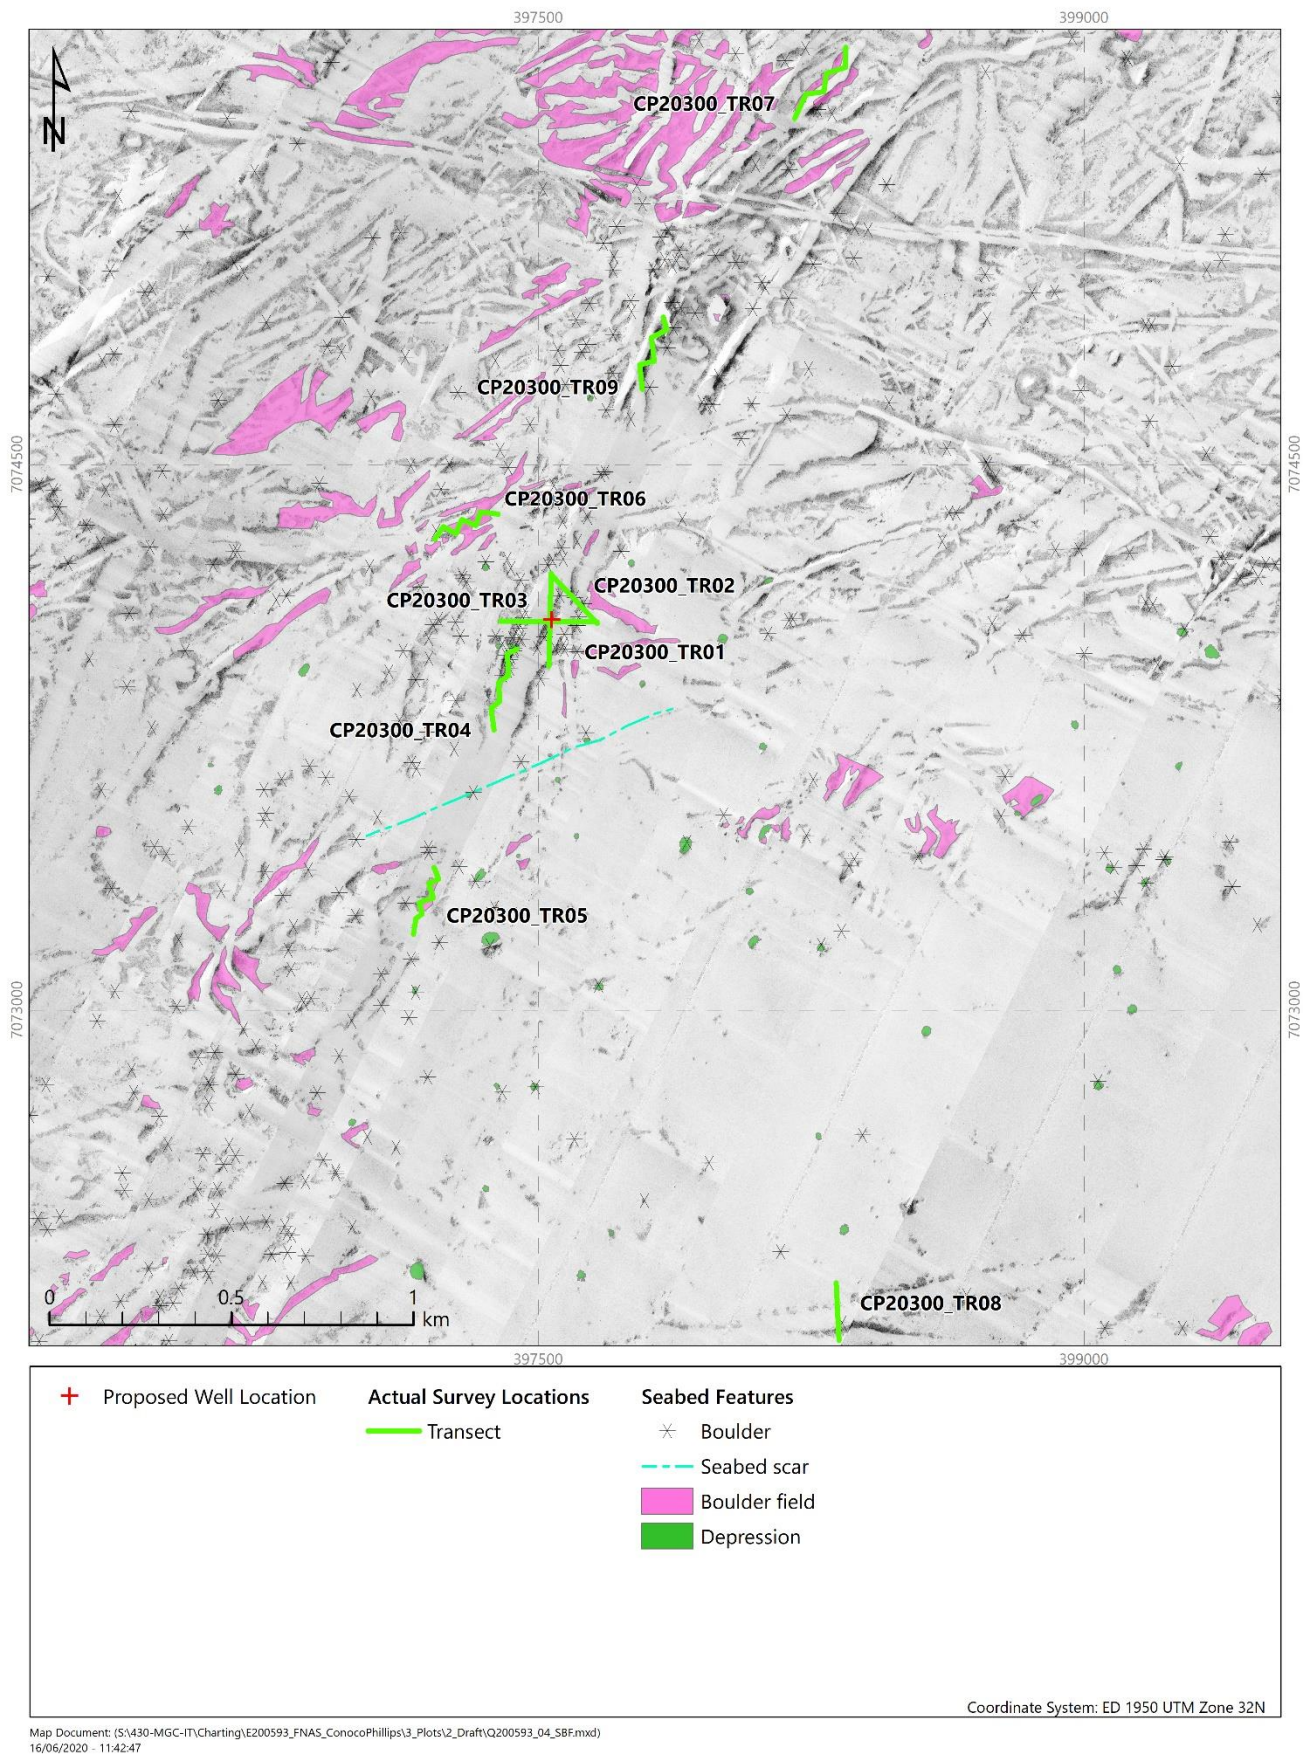 397500 399000
N
CP20300_TR07
CP20300_TR09
7074500 7074500
CP20300_TR06
CP20300_TR02
CP20300_TR03
CP20300_TR01
CP20300_TR04
CP20300_TR05
7073000 7073000
0 0.5 1
km
CP20300_TR08
397500 399000
Proposed Well Location
Actual Survey Locations
Transect
Seabed Features
Boulder
Seabed scar
Boulder field
Depression
Coordinate System: ED 1950 UTM Zone 32N
Map Document: (S:\430-MGC-IT\Charting\E200593_FNAS_ConocoPhillips\3_Plots\2_Draft\Q200593_04_SBF.mxd)
16/06/2020 - 11:42:47